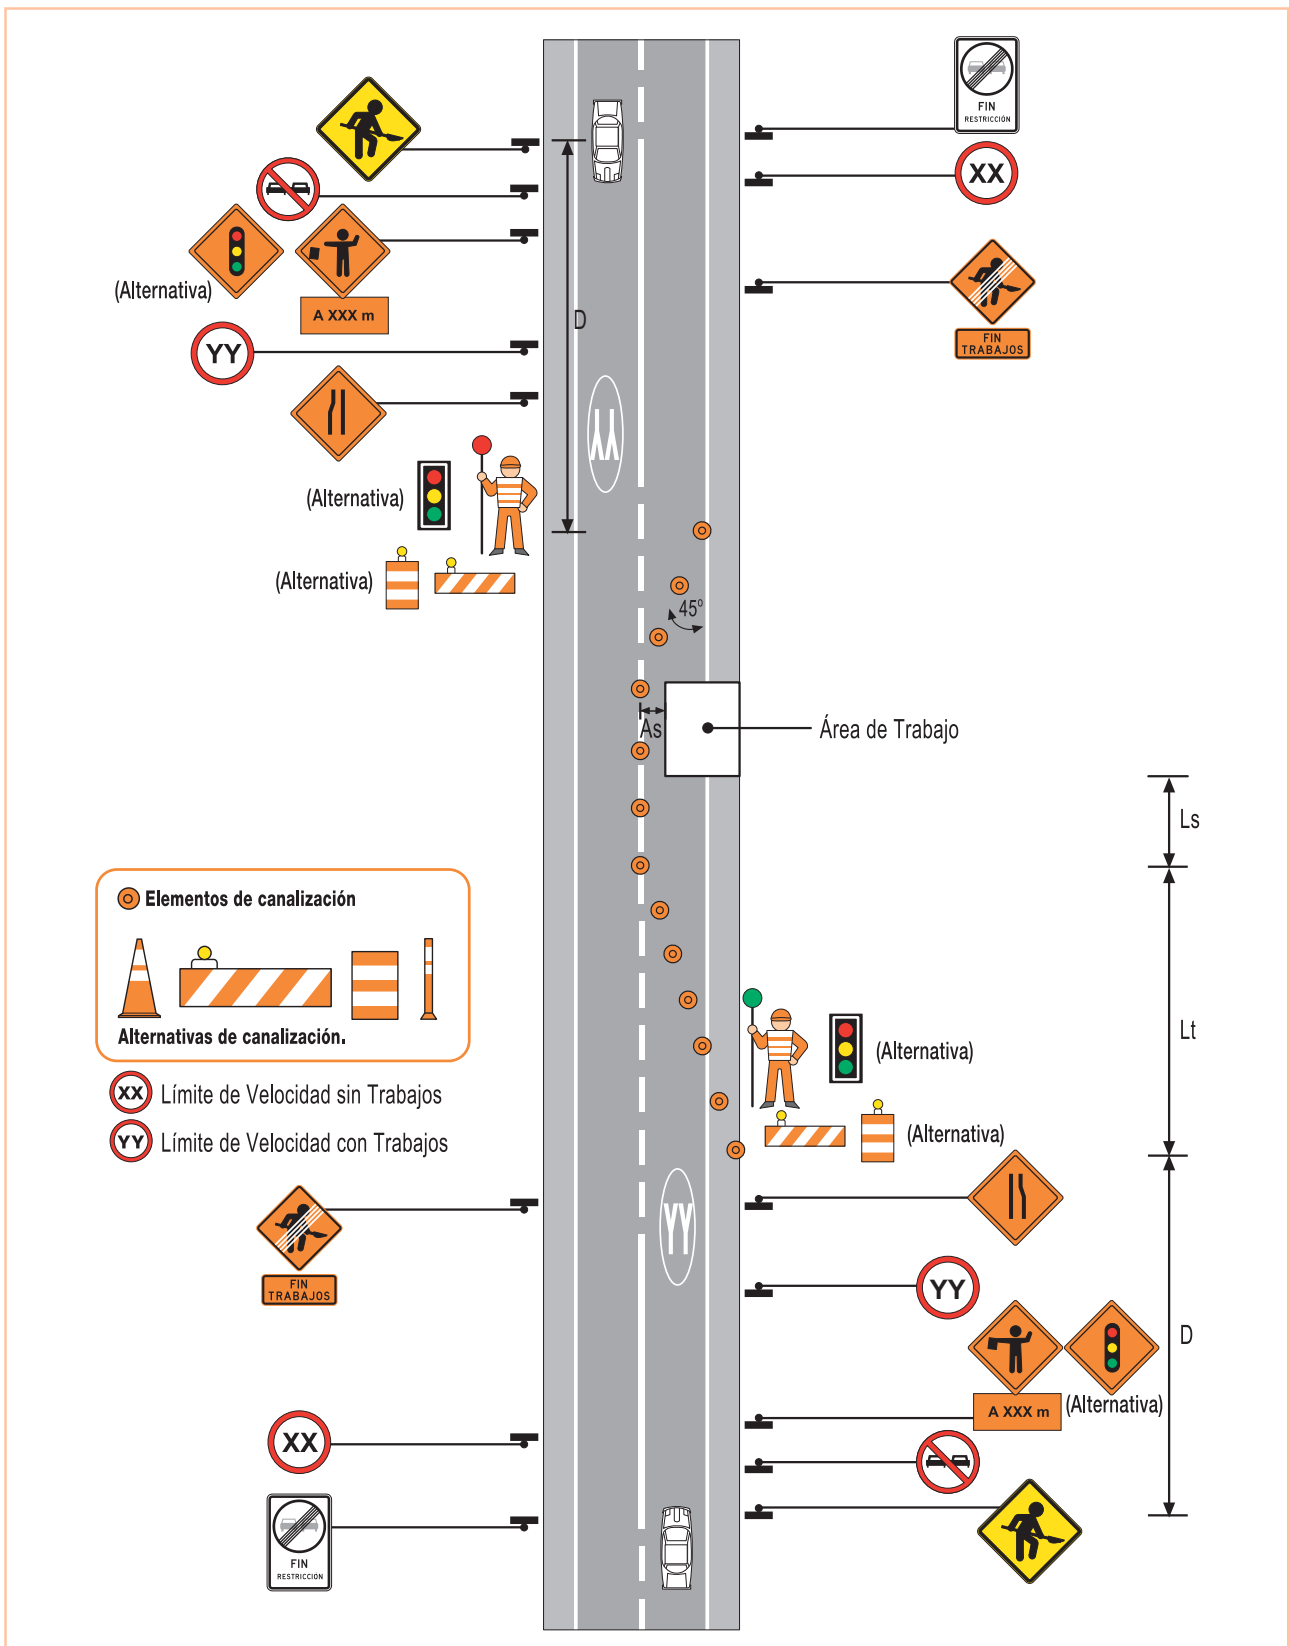 FIN
RESTRICCIÓN
XX
(Alternativa)
A XXX m
D
FIN
TRABAJOS
YY
YY
(Alternativa)
(Alternativa)
45º
As
Área de Trabajo
Ls
Elementos de canalización
Alternativas de canalización.
Lt
(Alternativa)
XX Límite de Velocidad sin Trabajos
YY Límite de Velocidad con Trabajos
(Alternativa)
YY
FIN
TRABAJOS
YY
D
A XXX m
(Alternativa)
XX
FIN
RESTRICCIÓN